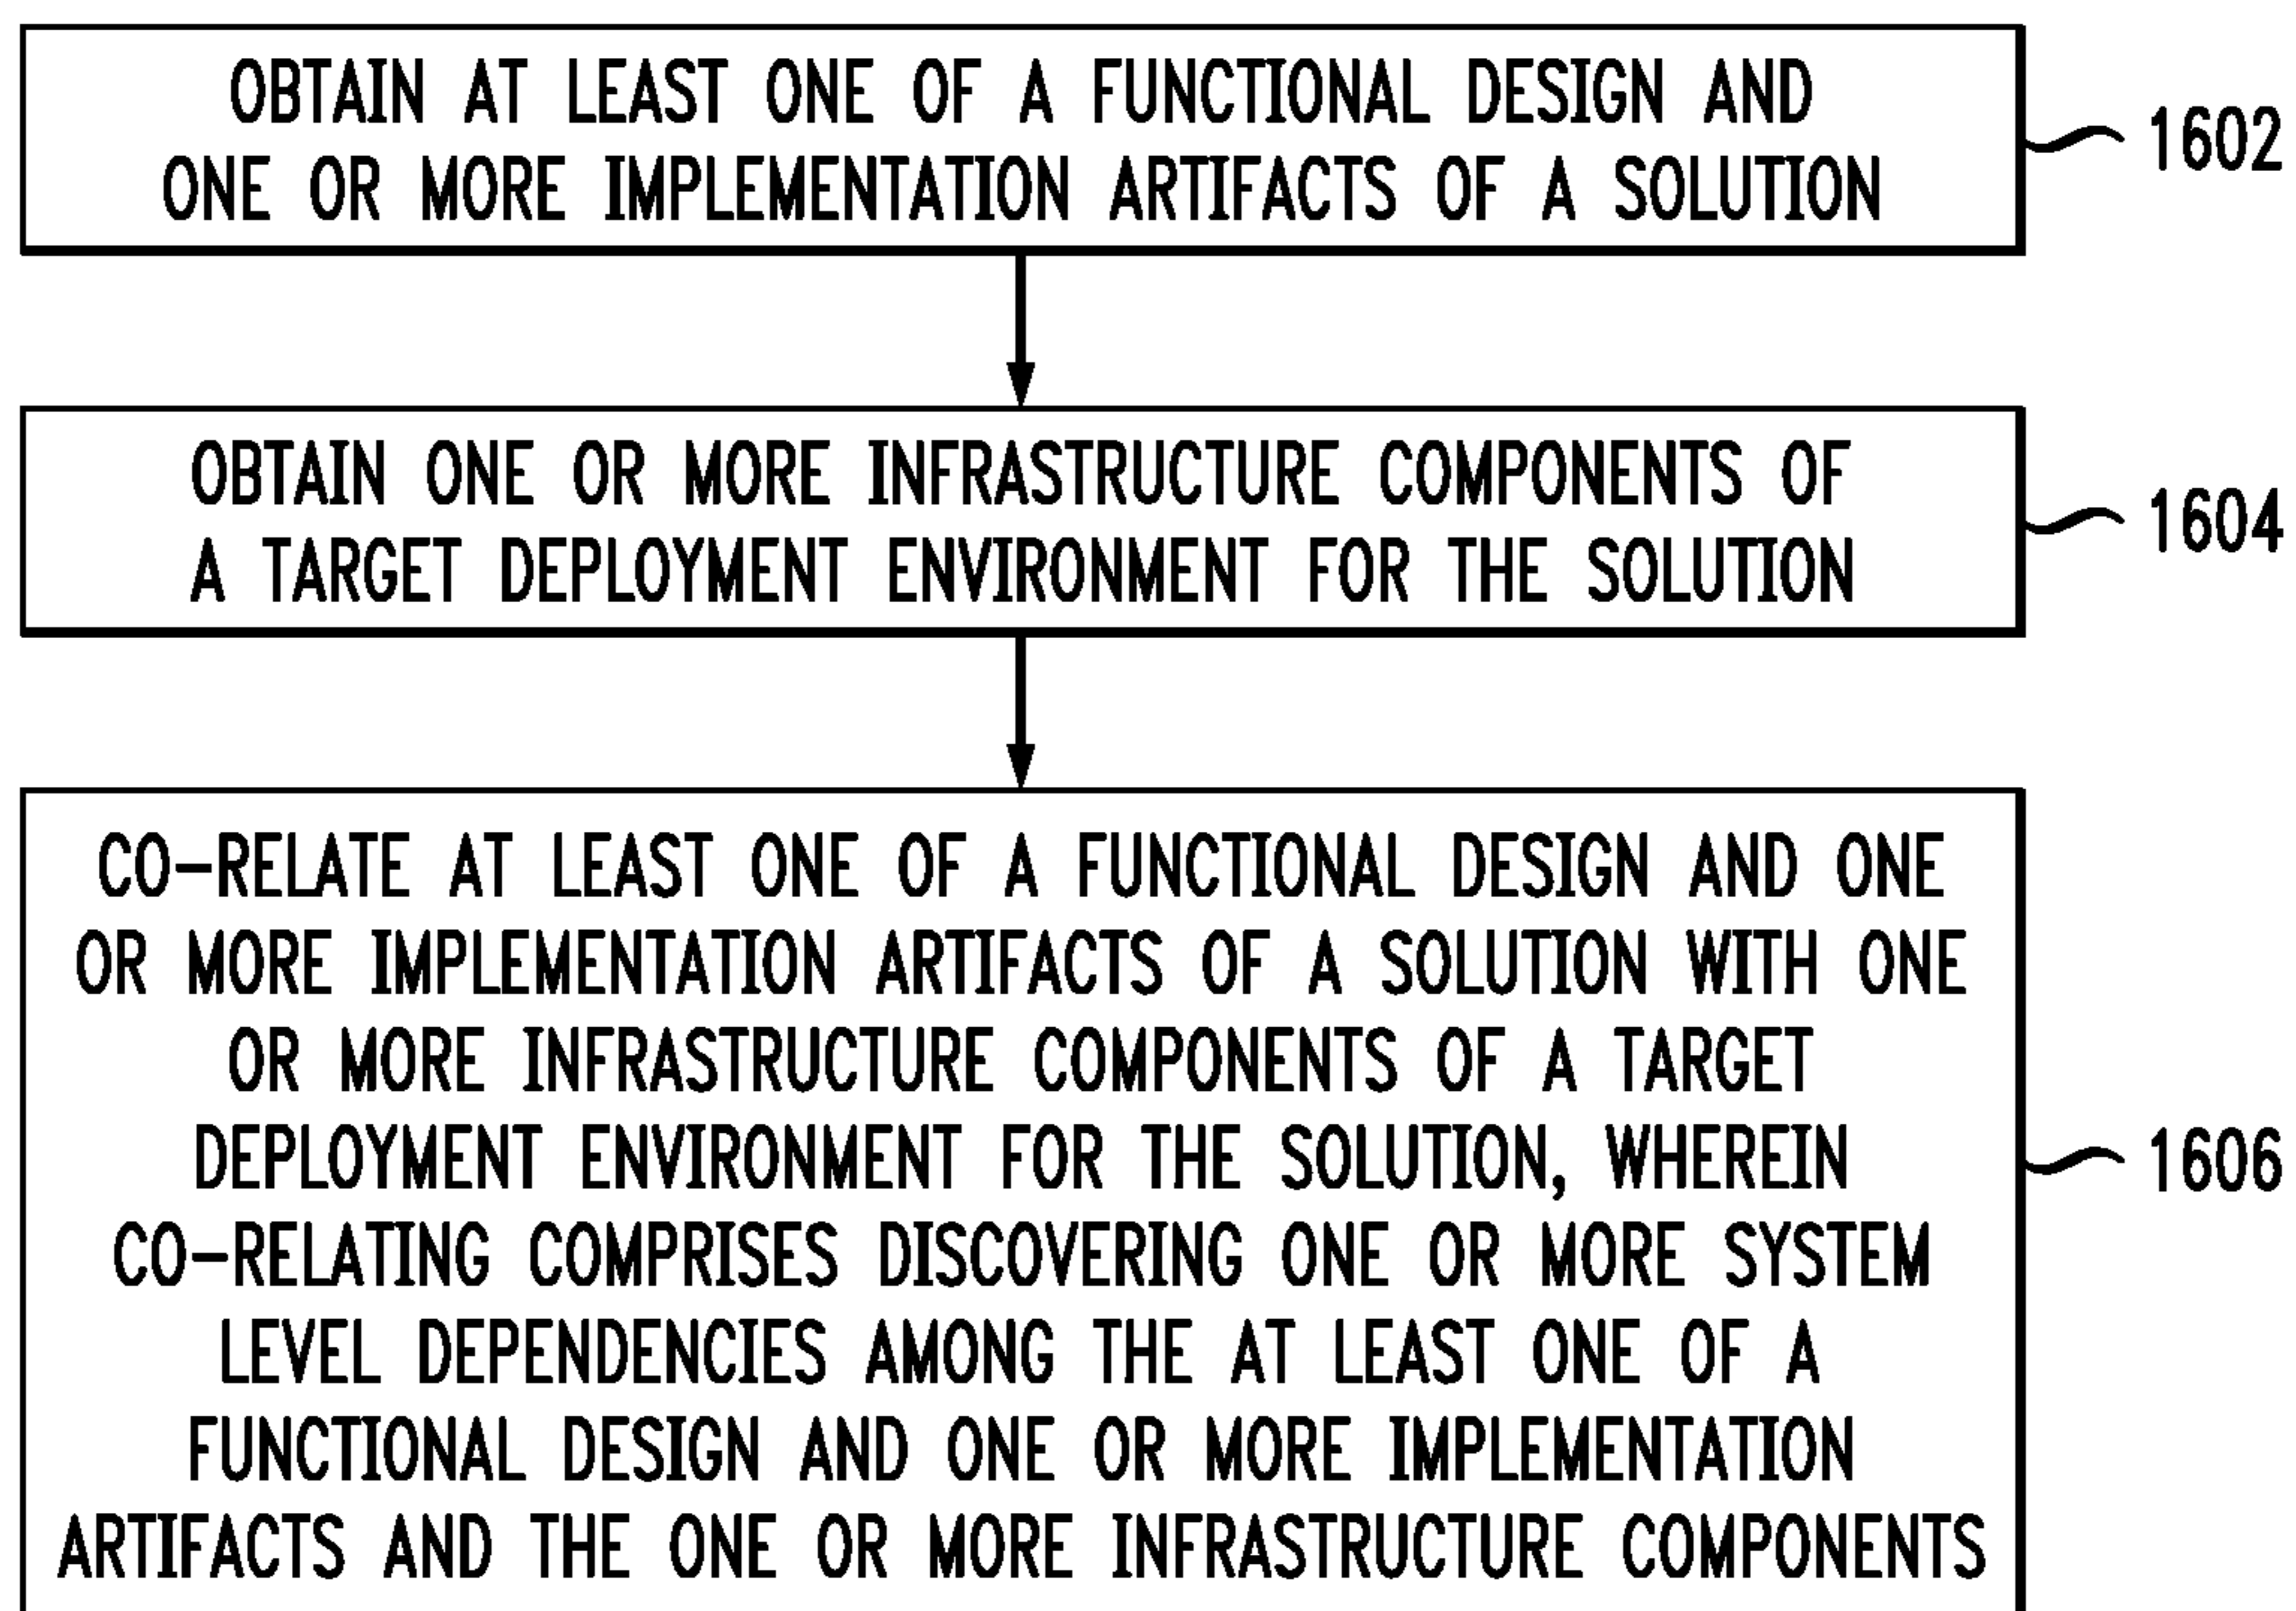 OBTAIN AT LEAST ONE OF A FUNCTIONAL DESIGN AND
ONE OR MORE IMPLEMENTATION ARTIFACTS OF A SOLUTION
1602
OBTAIN ONE OR MORE INFRASTRUCTURE COMPONENTS OF
A TARGET DEPLOYMENT ENVIRONMENT FOR THE SOLUTION
1604
CO-RELATE AT LEAST ONE OF A FUNCTIONAL DESIGN AND ONE
OR MORE IMPLEMENTATION ARTIFACTS OF A SOLUTION WITH ONE
OR MORE INFRASTRUCTURE COMPONENTS OF A TARGET
DEPLOYMENT ENVIRONMENT FOR THE SOLUTION, WHEREIN
CO-RELATING COMPRISES DISCOVERING ONE OR MORE SYSTEM
LEVEL DEPENDENCIES AMONG THE AT LEAST ONE OF A
FUNCTIONAL DESIGN AND ONE OR MORE IMPLEMENTATION
ARTIFACTS AND THE ONE OR MORE INFRASTRUCTURE COMPONENTS
1606